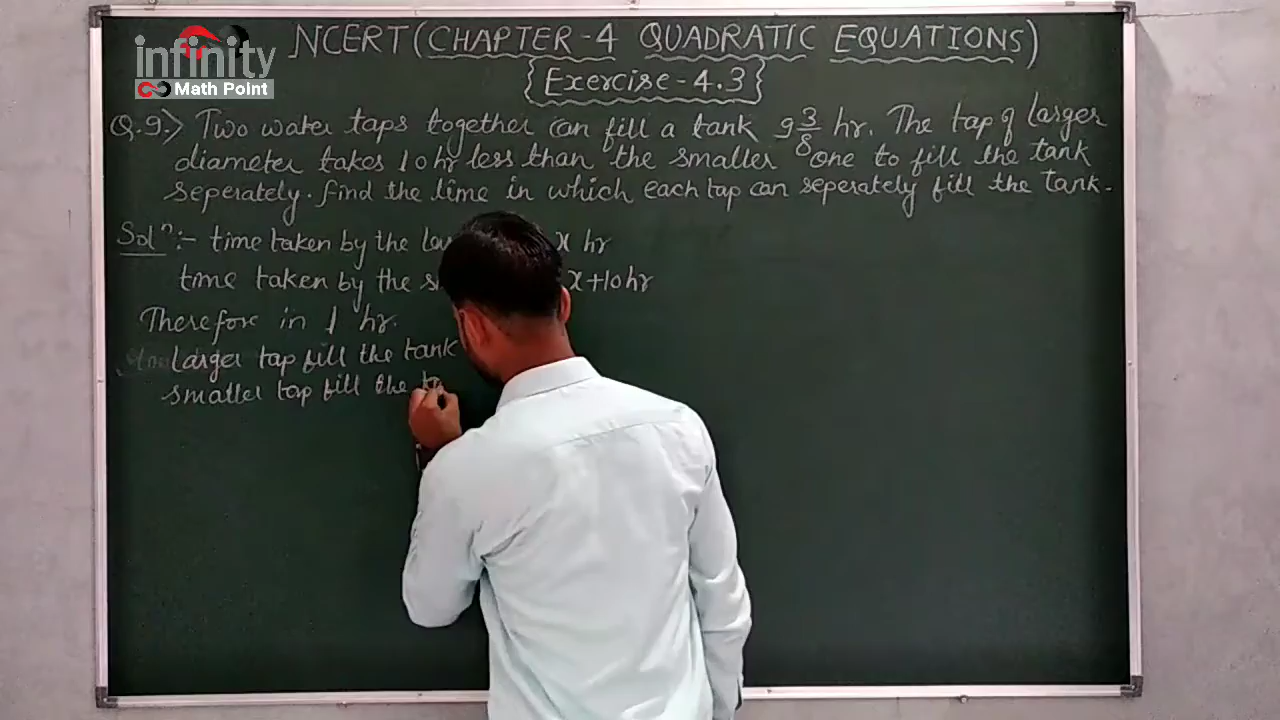 infinity
Math Point
NCERT (CHAPTER-4 QUADRATIC EQUATIONS)
{Exercise-4.3}
Q.9.> Two water taps together can fill a tank 9 3/8 hr. The tap of larger
diameter takes 10 hr less than the smaller one to fill the tank
seperately. Find the time in which each tap can seperately fill the tank.
Solⁿ:- time taken by the x hr
time taken by the x+10 hr
Therefore in 1 hr.
Larger tap fill the tank
smaller tap fill the